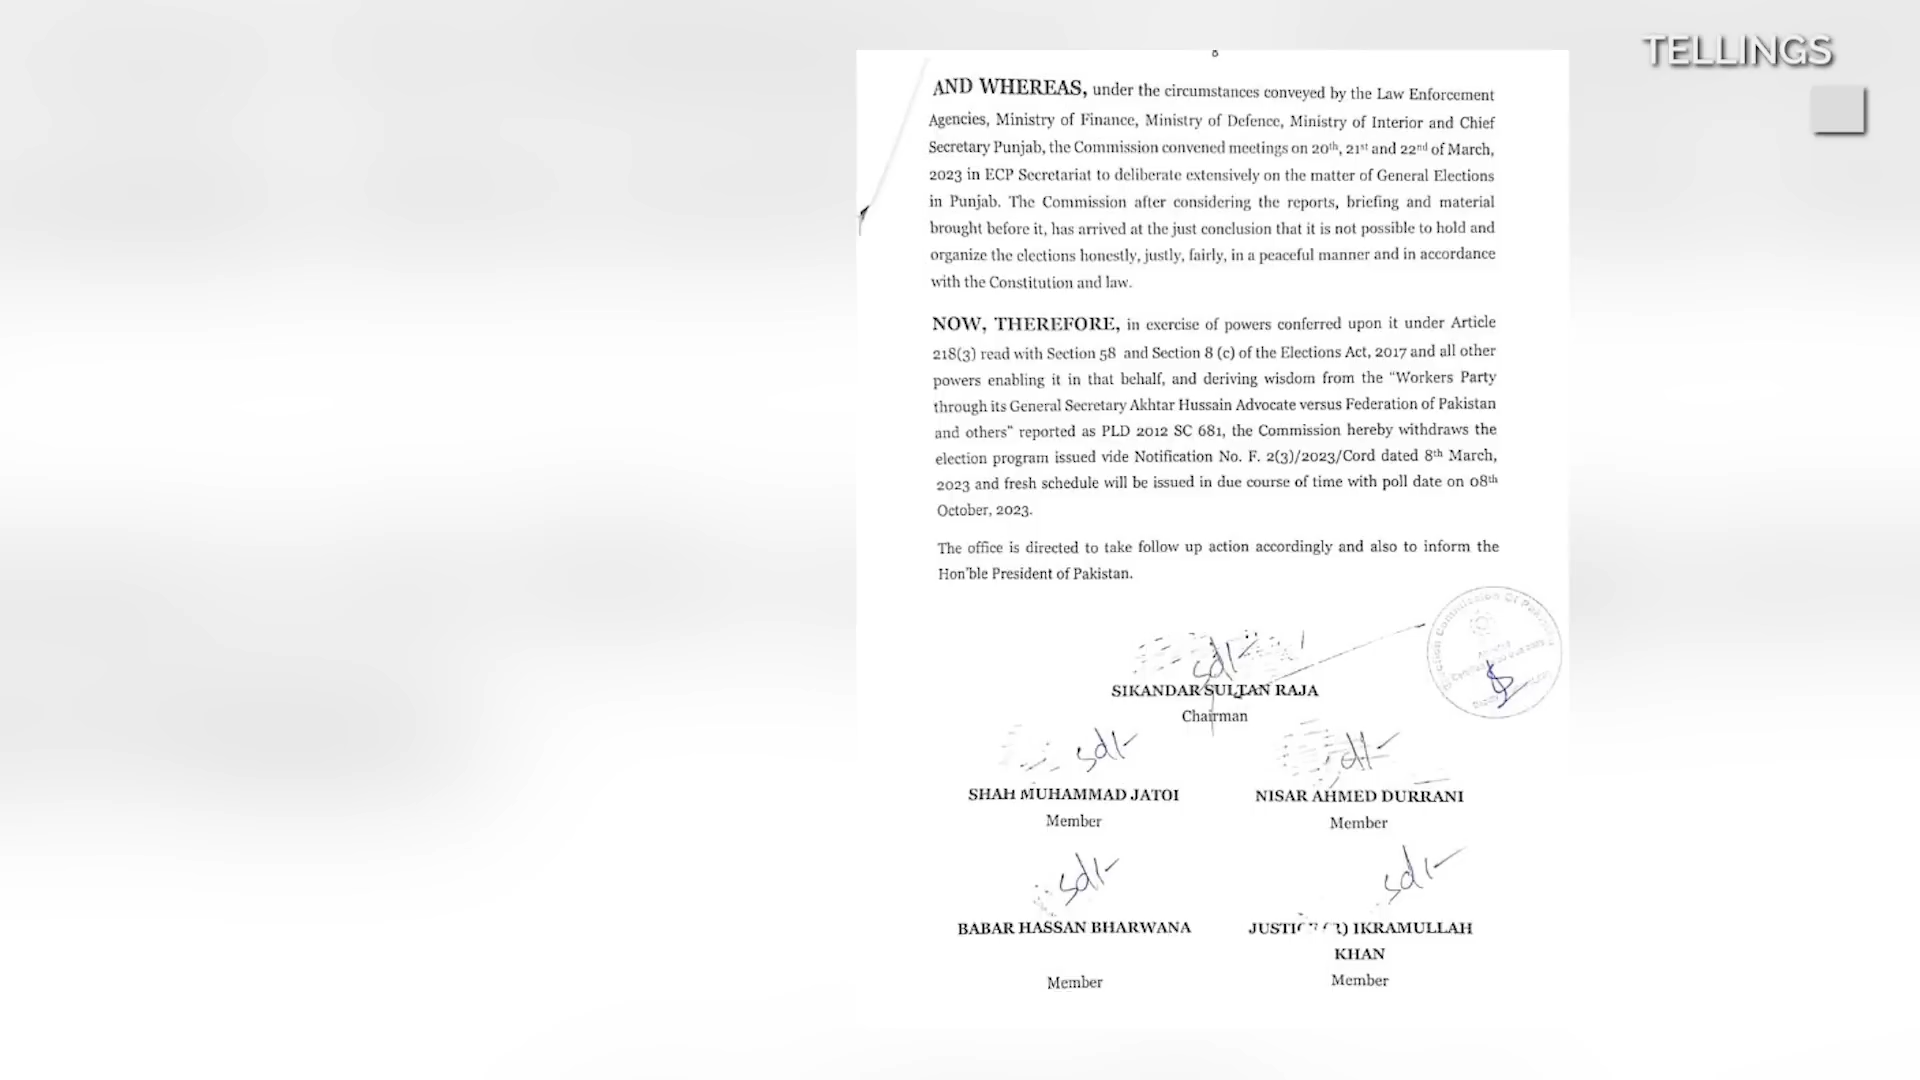 TELLINGS
8
AND WHEREAS, under the circumstances conveyed by the Law Enforcement
Agencies, Ministry of Finance, Ministry of Defence, Ministry of Interior and Chief
Secretary Punjab, the Commission convened meetings on 20th, 21st and 22nd of March,
2023 in ECP Secretariat to deliberate extensively on the matter of General Elections
in Punjab. The Commission after considering the reports, briefing and material
brought before it, has arrived at the just conclusion that it is not possible to hold and
organize the elections honestly, justly, fairly, in a peaceful manner and in accordance
with the Constitution and law.
NOW, THEREFORE, in exercise of powers conferred upon it under Article
218(3) read with Section 58 and Section 8 (c) of the Elections Act, 2017 and all other
powers enabling it in that behalf, and deriving wisdom from the "Workers Party
through its General Secretary Akhtar Hussain Advocate versus Federation of Pakistan
and others" reported as PLD 2012 SC 681, the Commission hereby withdraws the
election program issued vide Notification No. F. 2(3)/2023/Cord dated 8th March,
2023 and fresh schedule will be issued in due course of time with poll date on 08th
October, 2023.
The office is directed to take follow up action accordingly and also to inform the
Hon'ble President of Pakistan.
Election Commission Of Pakistan
sd/-
SIKANDAR SULTAN RAJA
Chairman
sd/-
SHAH MUHAMMAD JATOI
Member
NISAR AHMED DURRANI
Member
sd/-
BABAR HASSAN BHARWANA
Member
sd/-
JUSTICE (R) IKRAMULLAH
KHAN
Member